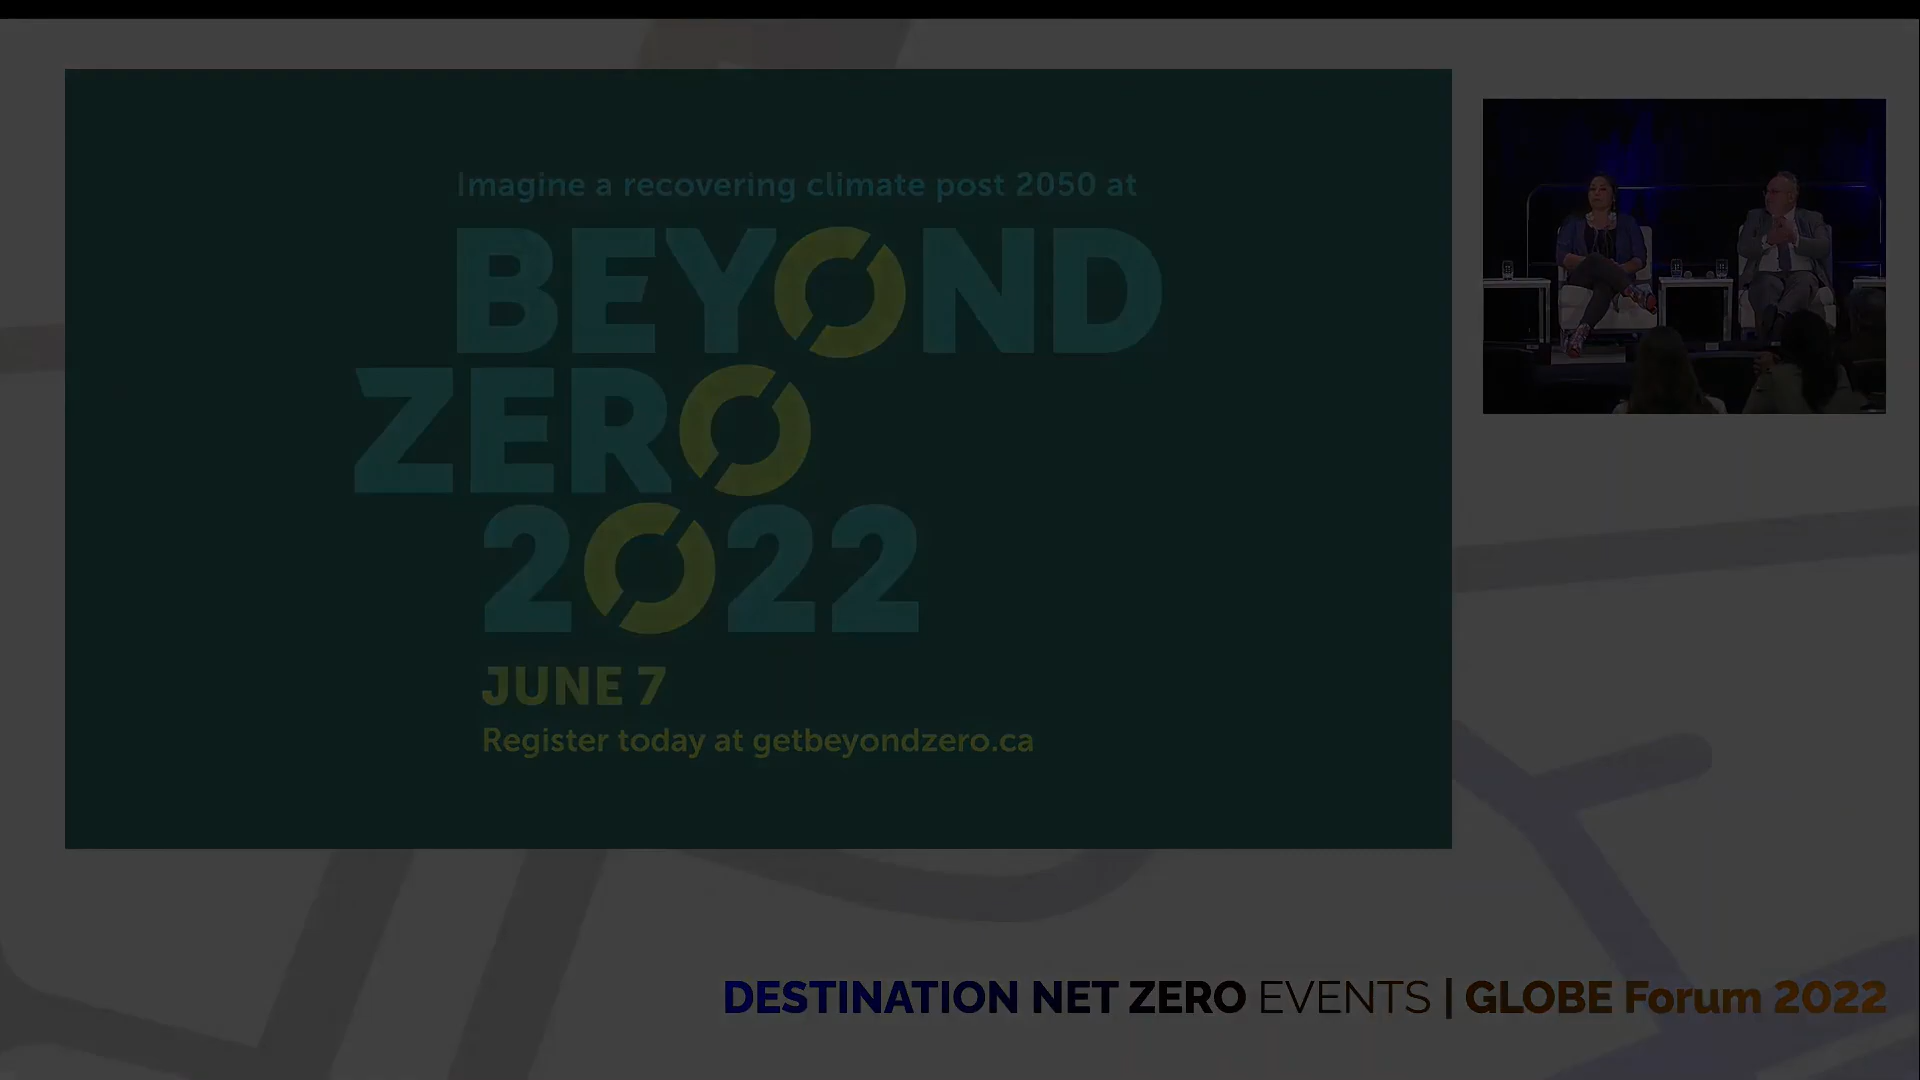 Imagine a recovering climate post 2050 at
BEYOND
ZERO
2022
JUNE 7
Register today at getbeyondzero.ca
DESTINATION NET ZERO EVENTS | GLOBE Forum 2022